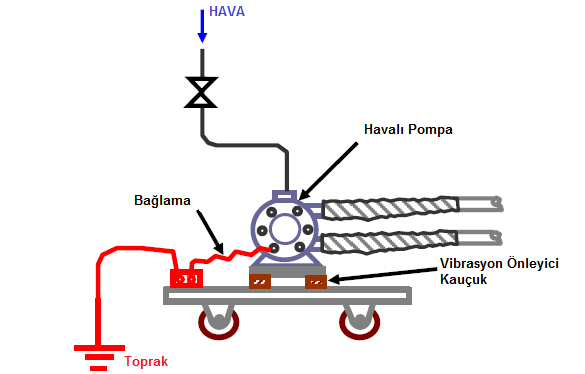 HAVA
Havalı Pompa
Bağlama
Vibrasyon Önleyici
Kauçuk
Toprak